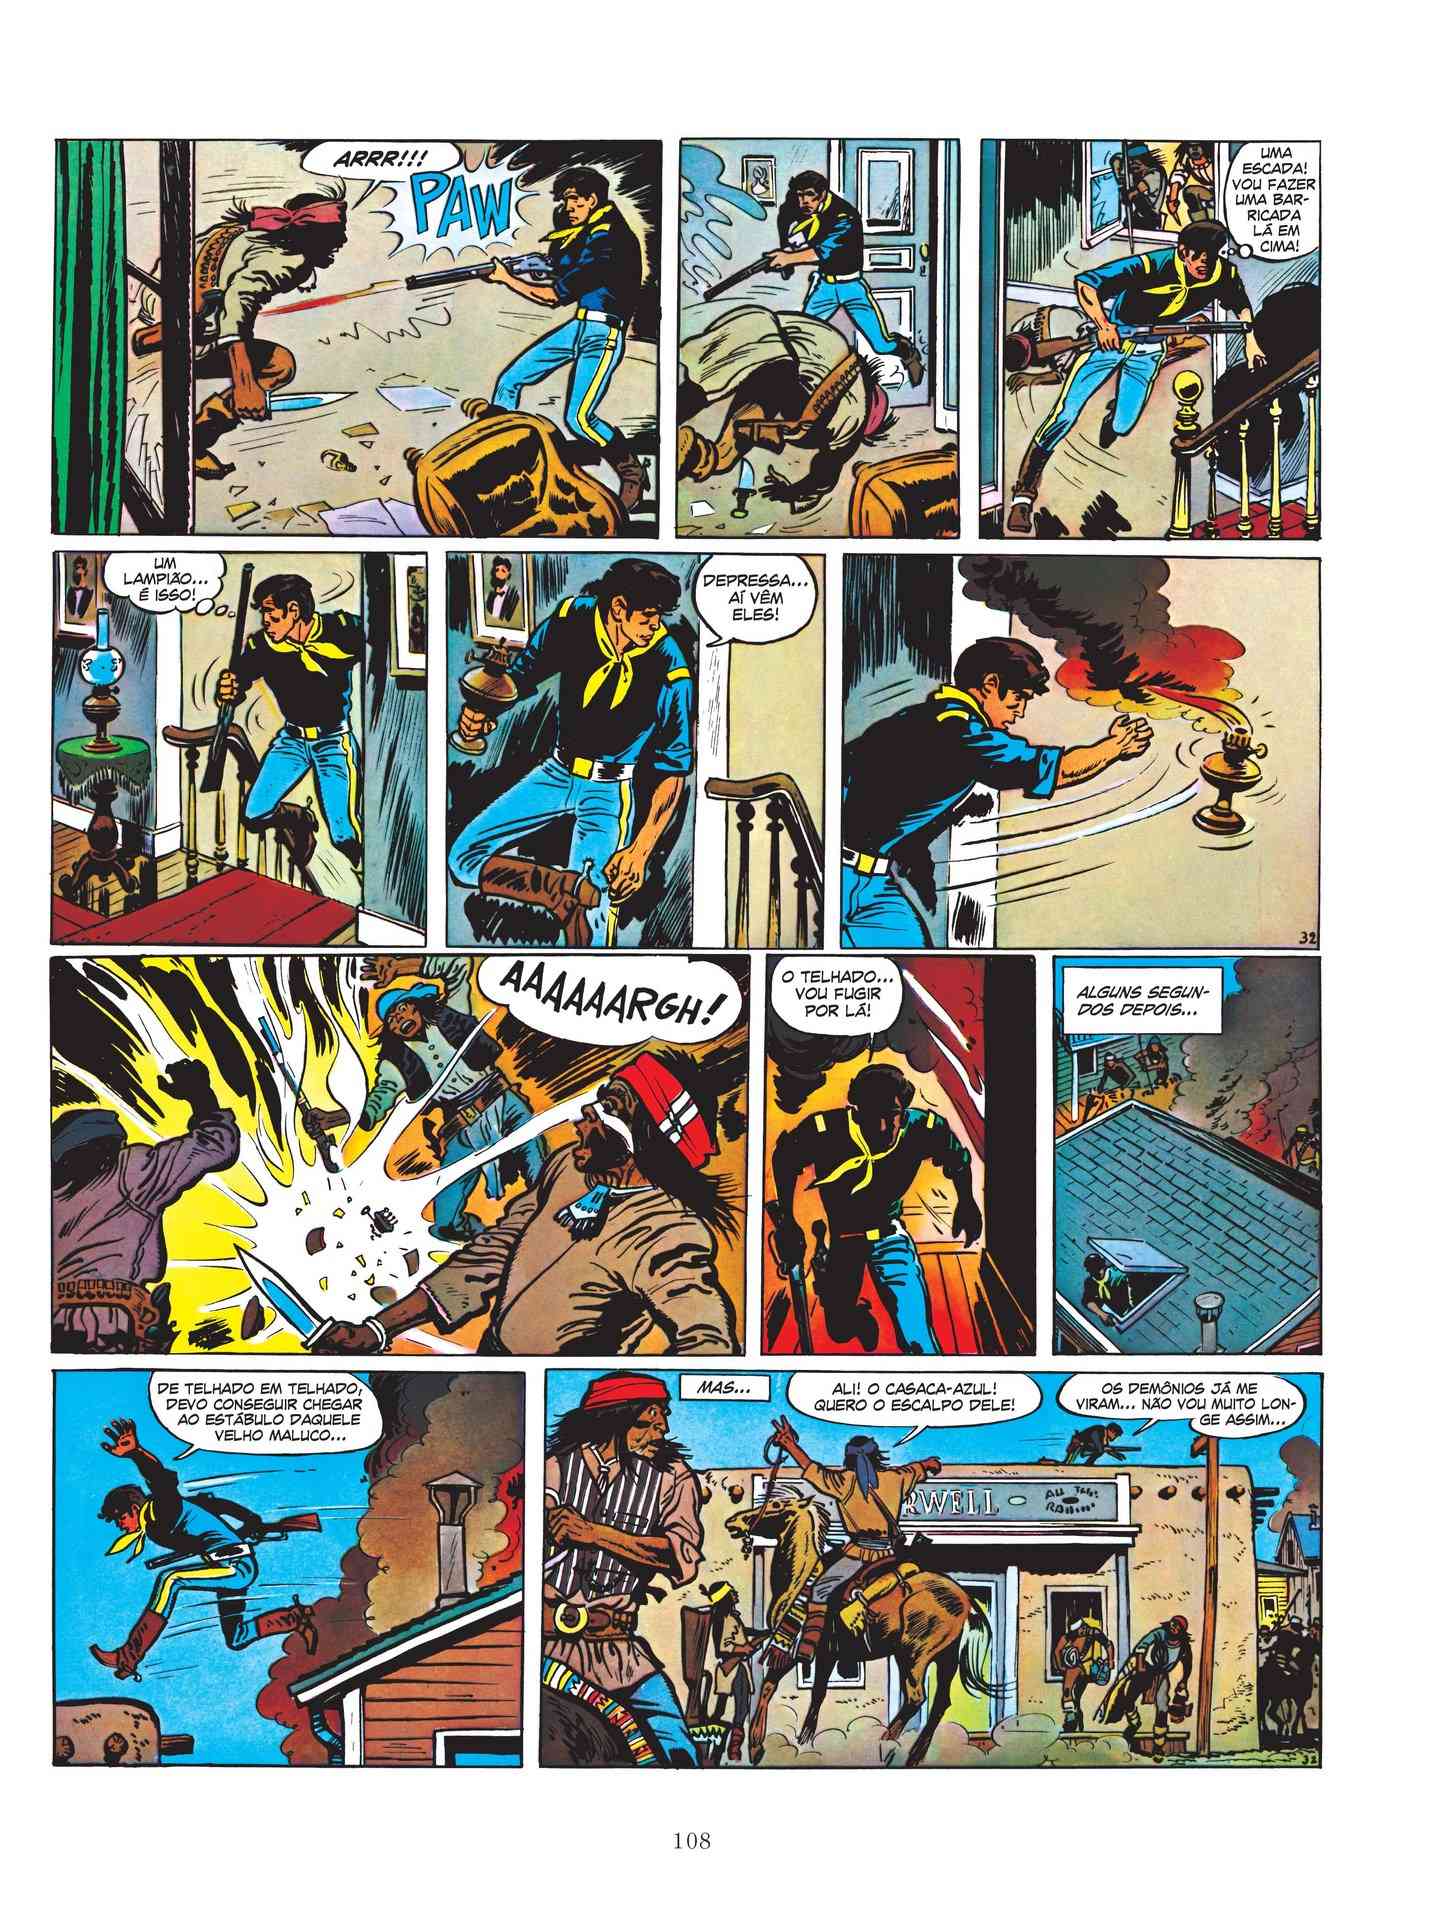 ARRR!!!
PAW
UMA
ESCADA!
VOU FAZER
UMA BAR-
RICADA
LÁ EM
CIMA!
UM
LAMPIÃO...
É ISSO!
DEPRESSA...
AÍ VÊM
ELES!
32
AAAAAARGH!
O TELHADO...
VOU FUGIR
POR LÁ!
ALGUNS SEGUN-
DOS DEPOIS...
DE TELHADO EM TELHADO,
DEVO CONSEGUIR CHEGAR
AO ESTÁBULO DAQUELE
VELHO MALUCO...
MAS...
ALI! O CASACA-AZUL!
QUERO O ESCALPO DELE!
OS DEMÔNIOS JÁ ME
VIRAM... NÃO VOU MUITO LON-
GE ASSIM...
RWELL
32
108